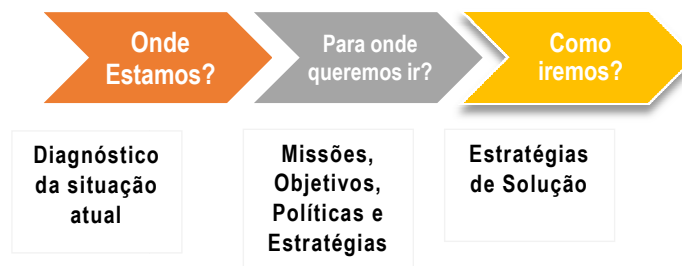 Onde
Estamos?
Para onde
queremos ir?
Como
iremos?
Diagnóstico
da situação
atual
Missões,
Objetivos,
Políticas e
Estratégias
Estratégias
de Solução